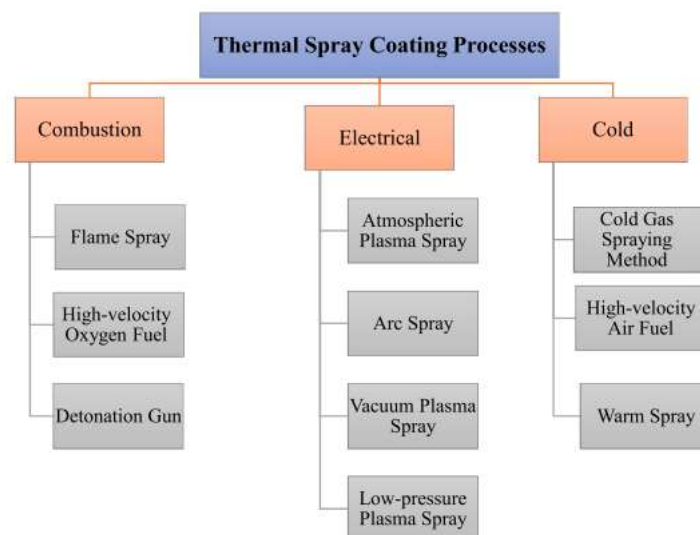 Thermal Spray Coating Processes
Combustion
Flame Spray
High-velocity
Oxygen Fuel
Detonation Gun
Electrical
Atmospheric
Plasma Spray
Arc Spray
Vacuum Plasma
Spray
Low-pressure
Plasma Spray
Cold
Cold Gas
Spraying
Method
High-velocity
Air Fuel
Warm Spray